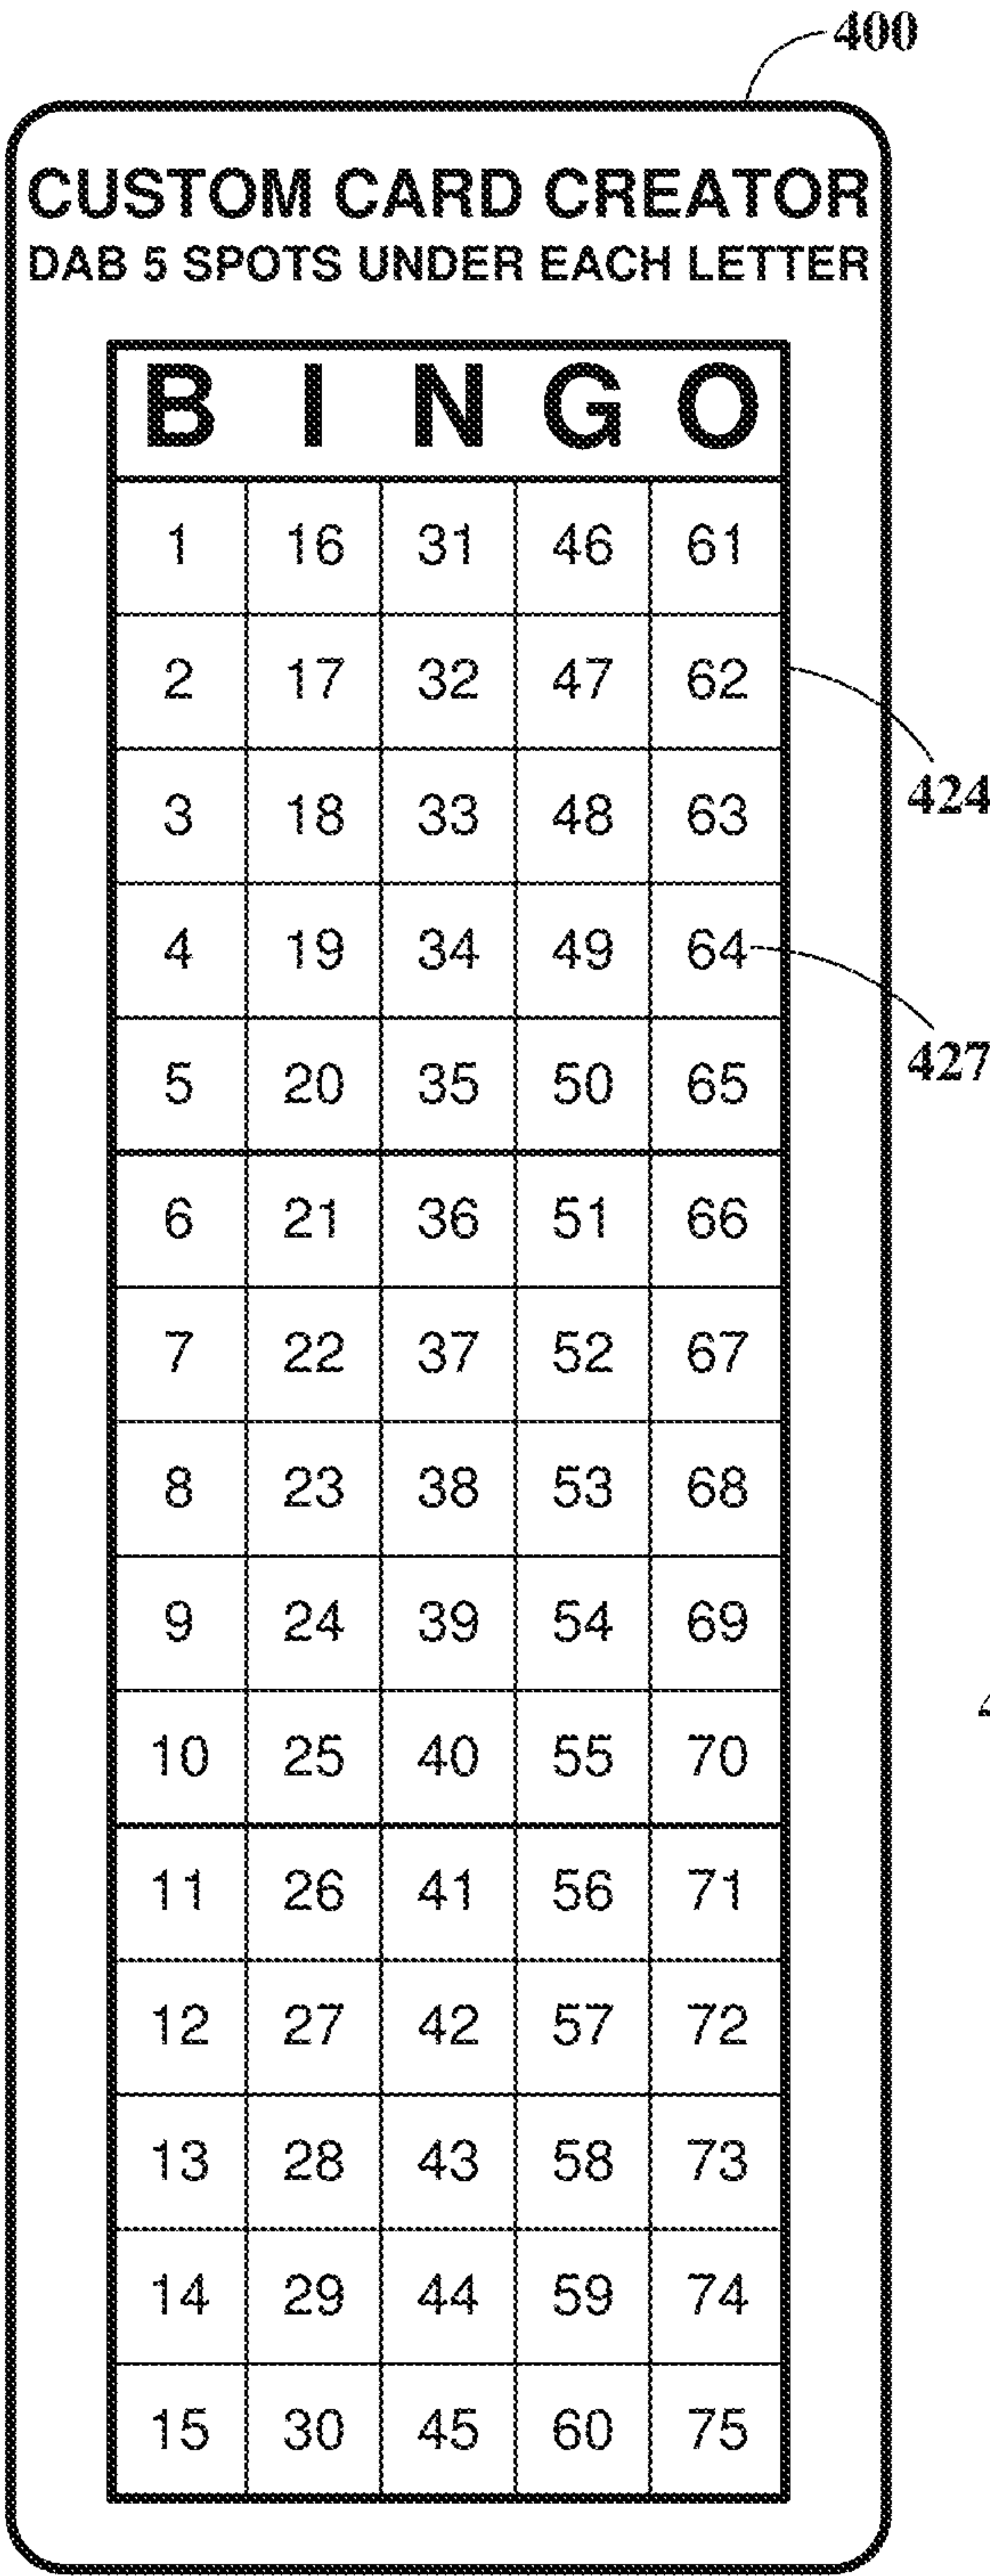 400
CUSTOM CARD CREATOR
DAB 5 SPOTS UNDER EACH LETTER
B I N G O
1 16 31 46 61
2 17 32 47 62
424
3 18 33 48 63
4 19 34 49 64
427
5 20 35 50 65
6 21 36 51 66
7 22 37 52 67
8 23 38 53 68
9 24 39 54 69
10 25 40 55 70
11 26 41 56 71
12 27 42 57 72
13 28 43 58 73
14 29 44 59 74
15 30 45 60 75